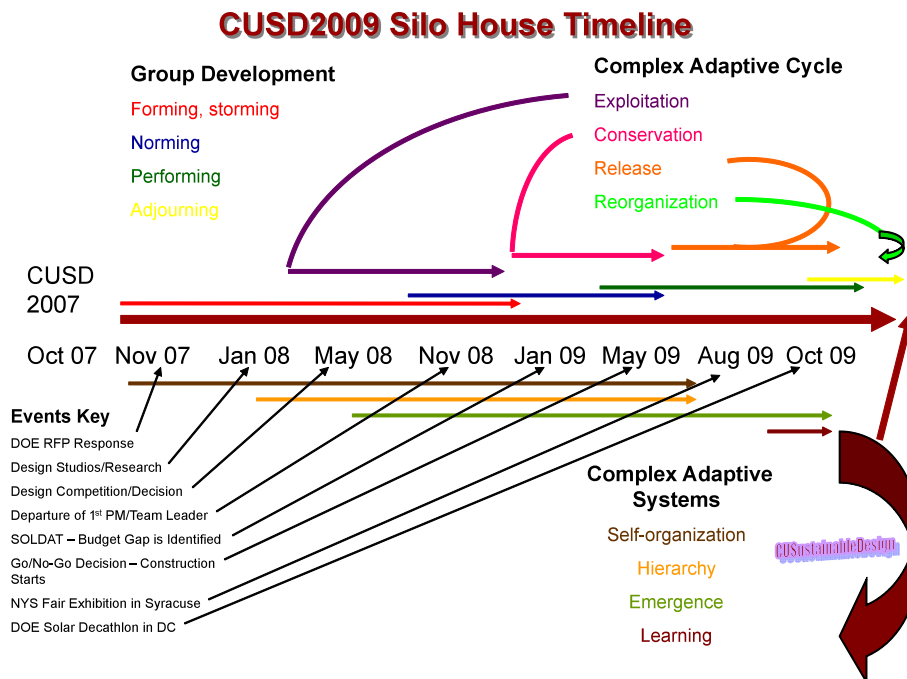 CUSD2009 Silo House Timeline
Group Development
Forming, storming
Norming
Performing
Adjourning
Complex Adaptive Cycle
Exploitation
Conservation
Release
Reorganization
CUSD
2007
Oct 07 Nov 07 Jan 08 May 08 Nov 08 Jan 09 May 09 Aug 09 Oct 09
Events Key
DOE RFP Response
Design Studios/Research
Design Competition/Decision
Departure of 1st PM/Team Leader
SOLDAT – Budget Gap is Identified
Go/No-Go Decision – Construction
Starts
NYS Fair Exhibition in Syracuse
DOE Solar Decathlon in DC
Complex Adaptive
Systems
Self-organization
Hierarchy
Emergence
Learning
CUSustainableDesign